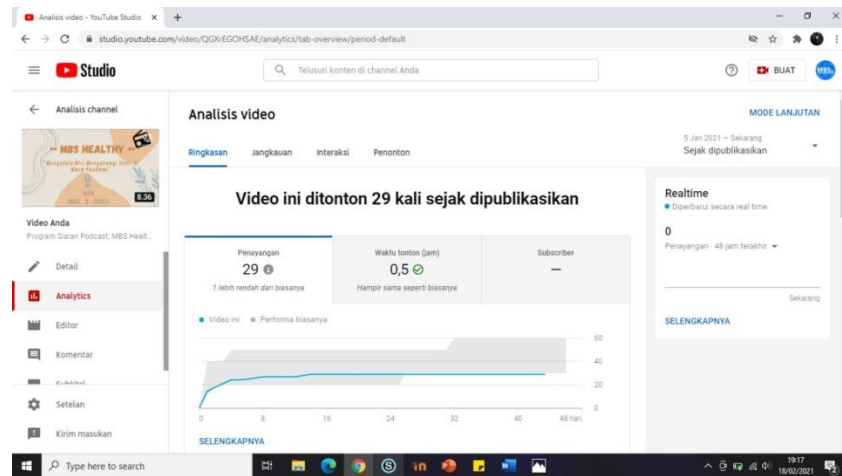 Analisis video - YouTube Studio
studio.youtube.com/video/QGXrEGOHSAE/analytics/tab-overview/period-default
Studio
Telusuri konten di channel Anda
BUAT
MBS
Analisis channel
MBS HEALTHY
8.36
Video Anda
Program Siaran Podcast: MBS Healt...
Detail
Analytics
Editor
Komentar
Subtitel
Setelan
Kirim masukan
Analisis video
MODE LANJUTAN
Ringkasan
Jangkauan
Interaksi
Penonton
5 Jan 2021 – Sekarang
Sejak dipublikasikan
Video ini ditonton 29 kali sejak dipublikasikan
Penayangan
29
1 lebih rendah dari biasanya
Waktu tonton (jam)
0,5
Hampir sama seperti biasanya
Subscriber
—
Video ini
Performa biasanya
60
40
20
0
0 8 16 24 32 40 48 hari
SELENGKAPNYA
Realtime
Diperbarui secara real time
0
Penayangan · 48 jam terakhir
Sekarang
SELENGKAPNYA
Type here to search
19:17
18/02/2021